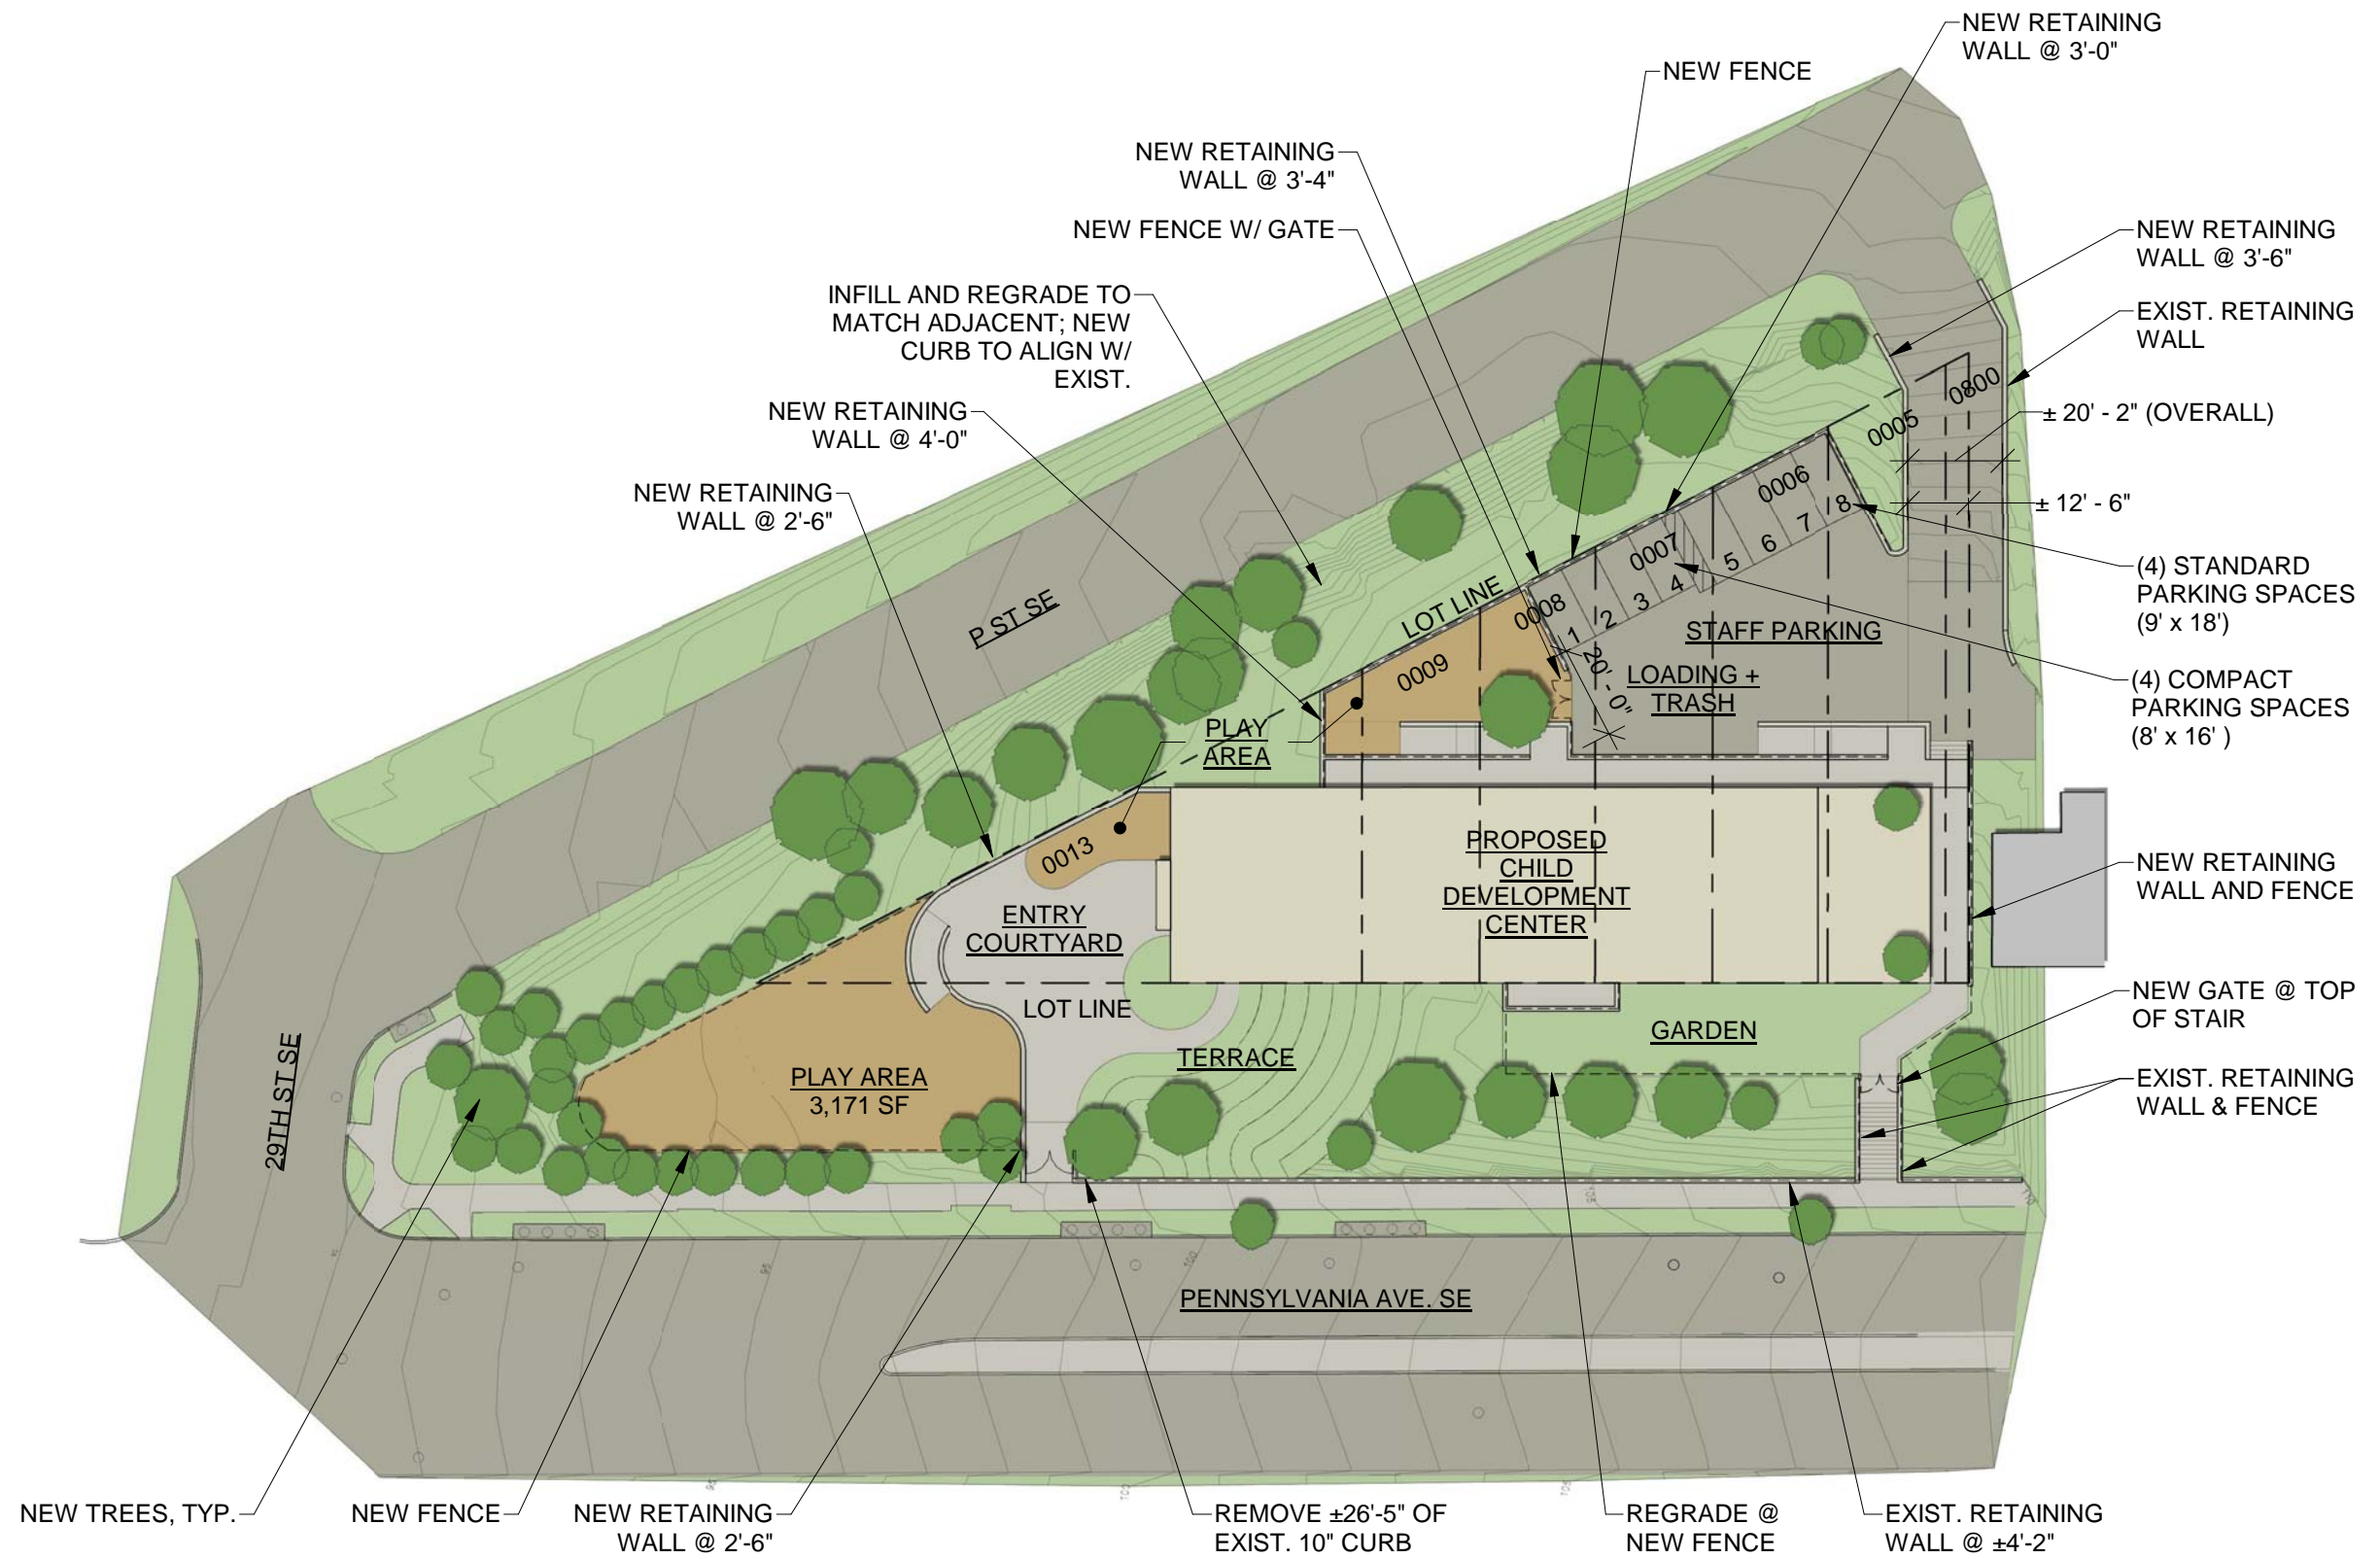 NEW RETAINING
WALL @ 3'-0"
NEW FENCE
NEW RETAINING
WALL @ 3'-4"
NEW FENCE W/ GATE
NEW RETAINING
WALL @ 3'-6"
INFILL AND REGRADE TO
MATCH ADJACENT; NEW
CURB TO ALIGN W/
EXIST.
EXIST. RETAINING
WALL
NEW RETAINING
WALL @ 4'-0"
± 20' - 2" (OVERALL)
NEW RETAINING
WALL @ 2'-6"
± 12' - 6"
0800
0005
0006
0007
0008
0009
0013
1
2
3
4
5
6
7
8
(4) STANDARD
PARKING SPACES
(9' x 18')
(4) COMPACT
PARKING SPACES
(8' x 16' )
P ST SE
LOT LINE
STAFF PARKING
LOADING +
TRASH
20' - 0"
PLAY
AREA
PROPOSED
CHILD
DEVELOPMENT
CENTER
NEW RETAINING
WALL AND FENCE
ENTRY
COURTYARD
LOT LINE
NEW GATE @ TOP
OF STAIR
GARDEN
TERRACE
PLAY AREA
3,171 SF
EXIST. RETAINING
WALL & FENCE
29TH ST SE
105
110
95
100
PENNSYLVANIA AVE. SE
95
100
105
NEW TREES, TYP.
NEW FENCE
NEW RETAINING
WALL @ 2'-6"
REMOVE ±26'-5" OF
EXIST. 10" CURB
REGRADE @
NEW FENCE
EXIST. RETAINING
WALL @ ±4'-2"